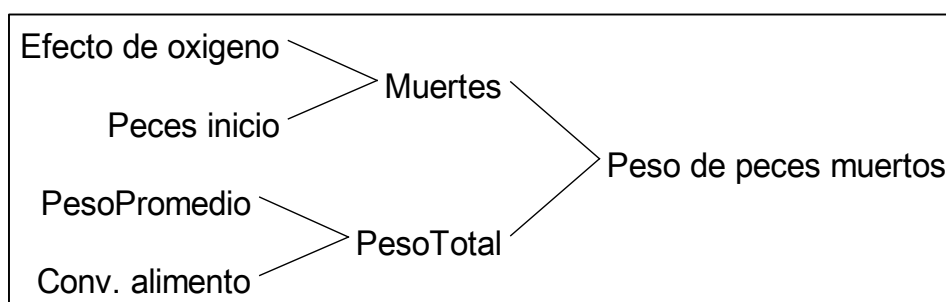 Efecto de oxigeno
Muertes
Peces inicio
Peso de peces muertos
PesoPromedio
PesoTotal
Conv. alimento